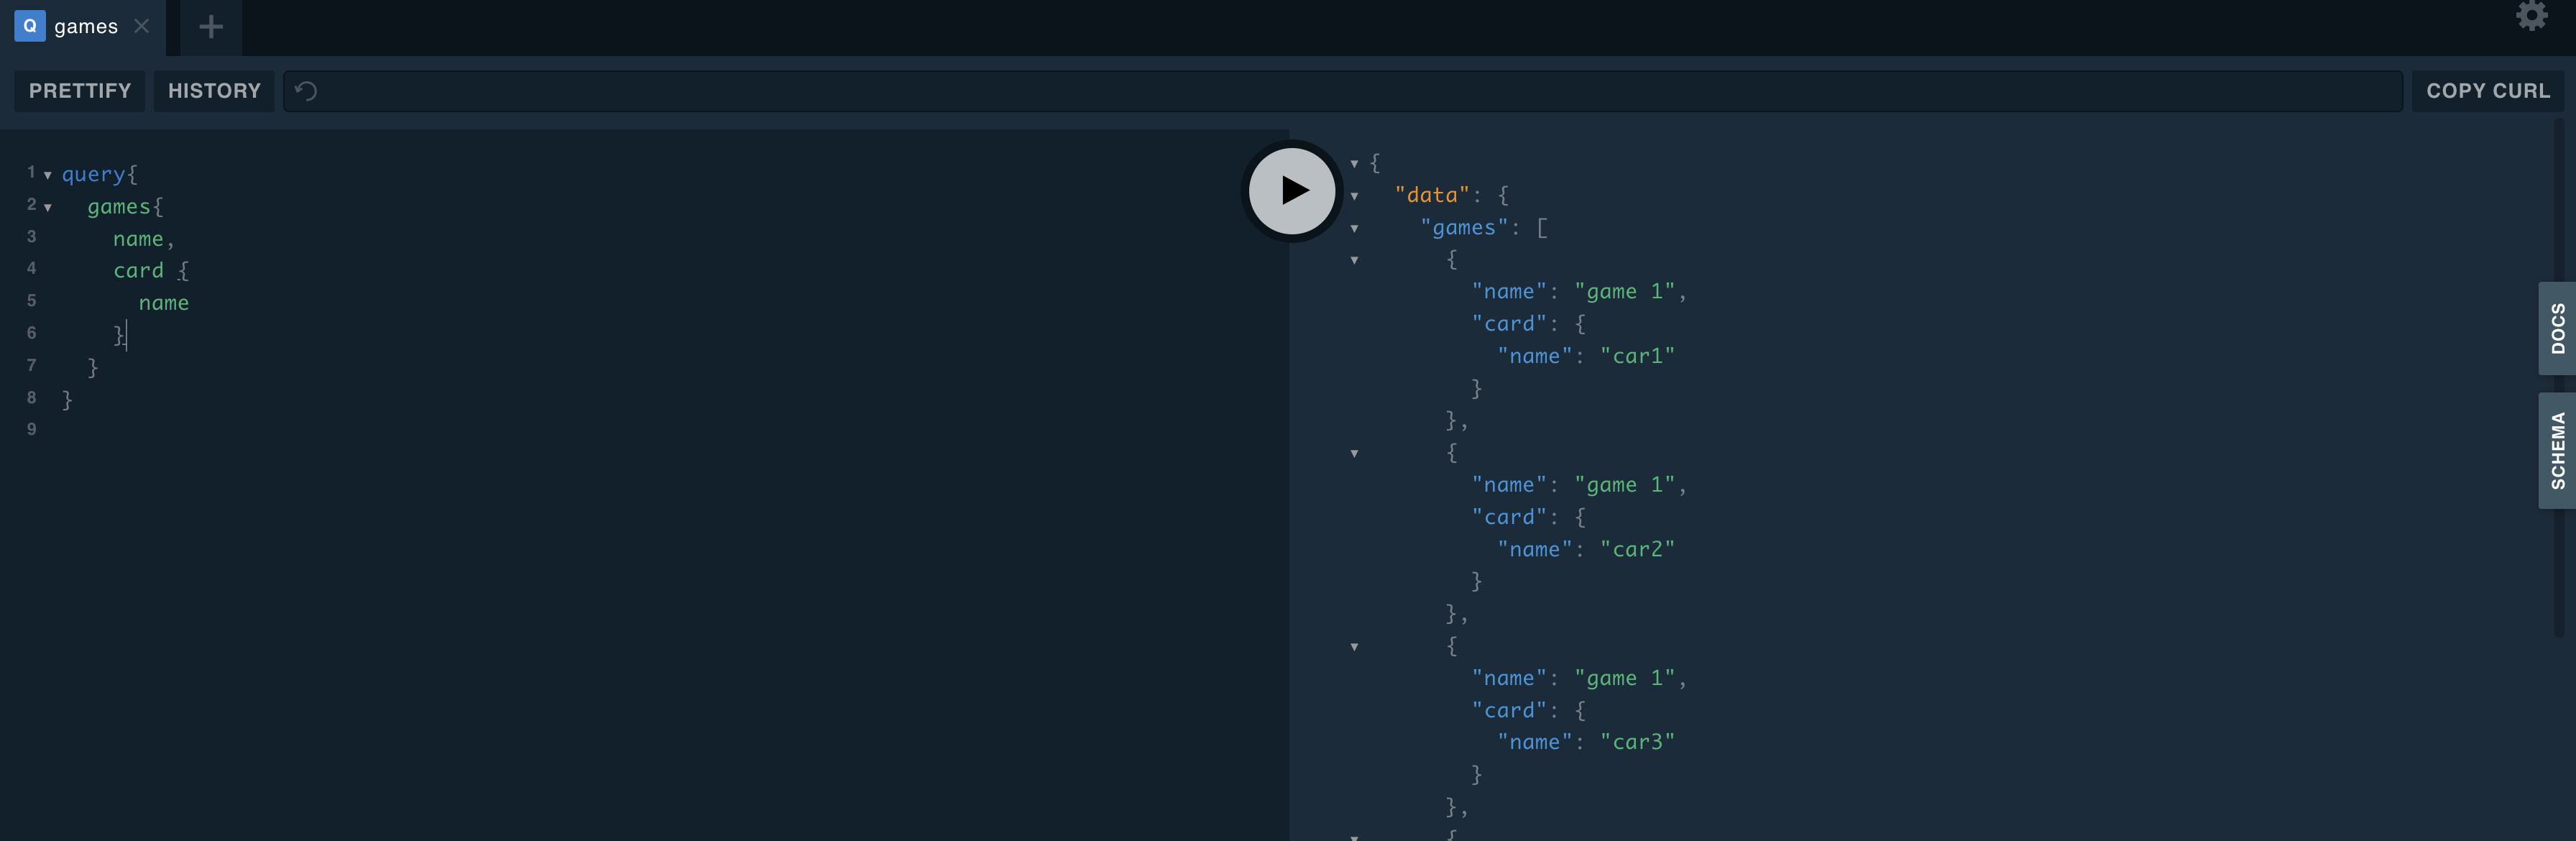 Q games
PRETTIFY HISTORY COPY CURL
1 query{
2 games{
3 name,
4 card {
5 name
6 }
7 }
8 }
9
{
"data": {
"games": [
{
"name": "game 1",
"card": {
"name": "car1"
}
},
{
"name": "game 1",
"card": {
"name": "car2"
}
},
{
"name": "game 1",
"card": {
"name": "car3"
}
},
{
DOCS
SCHEMA